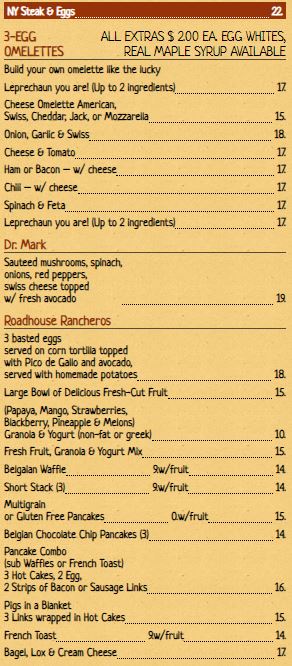 NY Steak & Eggs 22.
3-EGG OMELETTES
ALL EXTRAS $ 2.00 EA. EGG WHITES,
REAL MAPLE SYRUP AVAILABLE
Build your own omelette like the lucky
Leprechaun you are! (Up to 2 ingredients) 17.
Cheese Omelette American,
Swiss, Cheddar, Jack, or Mozzarella 15.
Onion, Garlic & Swiss 18.
Cheese & Tomato 17.
Ham or Bacon – w/ cheese 17.
Chili – w/ cheese 17.
Spinach & Feta 17.
Leprechaun you are! (Up to 2 ingredients) 17.
Dr. Mark
Sauteed mushrooms, spinach,
onions, red peppers,
swiss cheese topped
w/ fresh avocado 19.
Roadhouse Rancheros
3 basted eggs
served on corn tortilla topped
with Pico de Gallo and avocado,
served with homemade potatoes 18.
Large Bowl of Delicious Fresh-Cut Fruit 15.
(Papaya, Mango, Strawberries,
Blackberry, Pineapple & Melons)
Granola & Yogurt (non-fat or greek) 10.
Fresh Fruit, Granola & Yogurt Mix 15.
Belgaian Waffle 9.w/fruit 14.
Short Stack (3) 9.w/fruit 14.
Multigrain
or Gluten Free Pancakes 0.w/fruit 15.
Belgian Chocolate Chip Pancakes (3) 14.
Pancake Combo
(sub Waffles or French Toast)
3 Hot Cakes, 2 Egg,
2 Strips of Bacon or Sausage Links 16.
Pigs in a Blanket
3 Links wrapped in Hot Cakes 15.
French Toast 9.w/fruit 14.
Bagel, Lox & Cream Cheese 17.